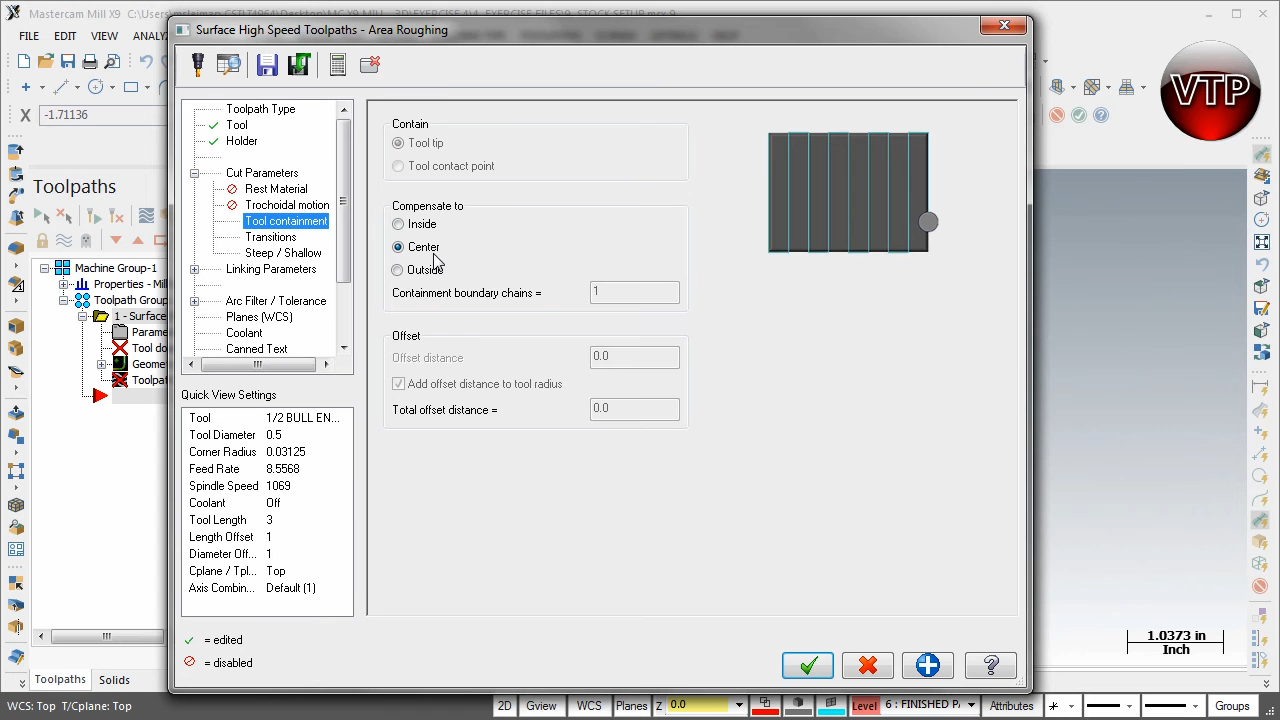 Mastercam Mill X9
Surface High Speed Toolpaths - Area Roughing
FILE EDIT VIEW
X -1.71136
VTP
Toolpaths
Machine Group-1
Properties - Mill
Toolpath Group
1 - Surface
Parame
Tool do
Geome
Toolpat
Toolpath Type
Tool
Holder
Cut Parameters
Rest Material
Trochoidal motion
Tool containment
Transitions
Steep / Shallow
Linking Parameters
Arc Filter / Tolerance
Planes (WCS)
Coolant
Canned Text
Quick View Settings
Tool 1/2 BULL EN...
Tool Diameter 0.5
Corner Radius 0.03125
Feed Rate 8.5568
Spindle Speed 1069
Coolant Off
Tool Length 3
Length Offset 1
Diameter Off... 1
Cplane / Tpl... Top
Axis Combin... Default (1)
= edited
= disabled
Contain
Tool tip
Tool contact point
Compensate to
Inside
Center
Outside
Containment boundary chains = 1
Offset
Offset distance 0.0
Add offset distance to tool radius
Total offset distance = 0.0
1.0373 in
Inch
Toolpaths Solids
WCS: Top T/Cplane: Top
2D Gview WCS Planes Z 0.0 Level 6 : FINISHED PA Attributes Groups